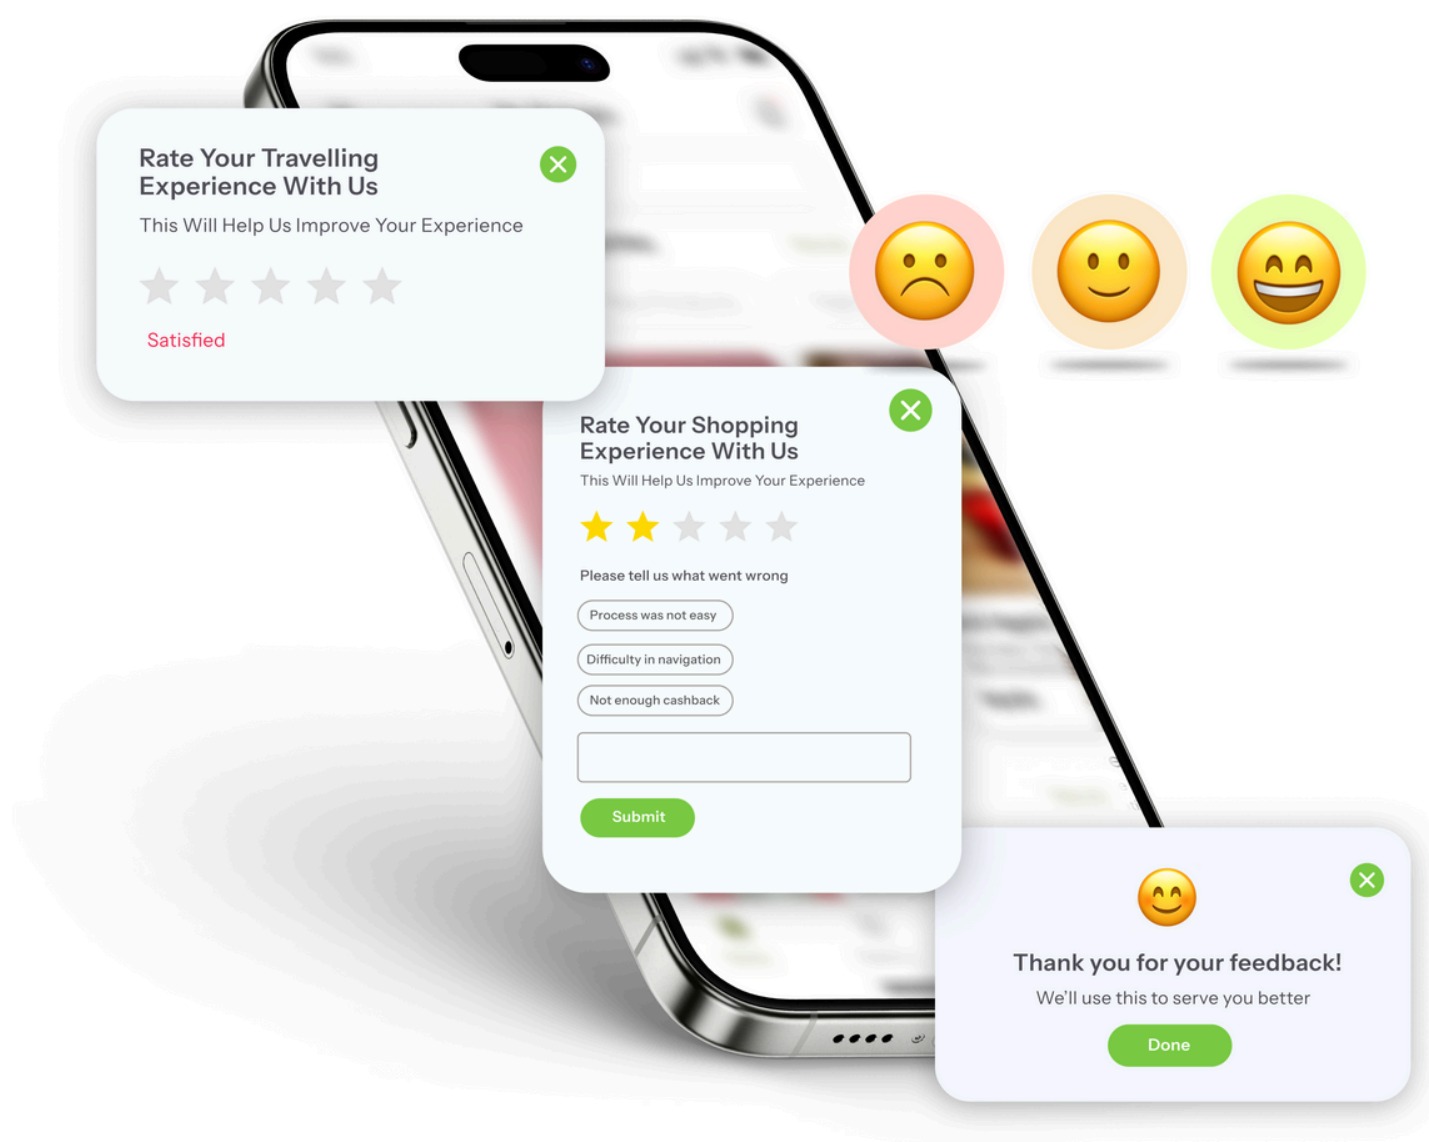 Rate Your Travelling
Experience With Us
This Will Help Us Improve Your Experience
Satisfied
Rate Your Shopping
Experience With Us
This Will Help Us Improve Your Experience
Please tell us what went wrong
Process was not easy
Difficulty in navigation
Not enough cashback
Submit
Thank you for your feedback!
We'll use this to serve you better
Done